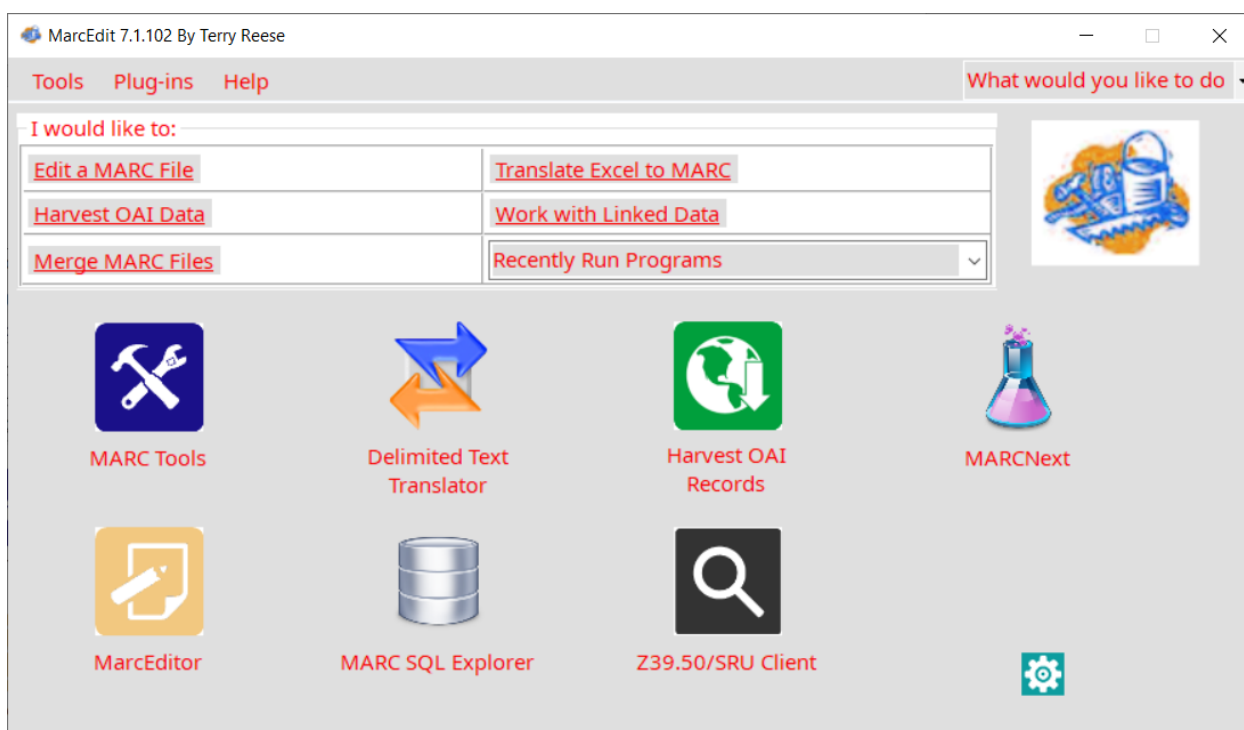 MarcEdit 7.1.102 By Terry Reese
Tools Plug-ins Help What would you like to do
I would like to:
Edit a MARC File Translate Excel to MARC
Harvest OAI Data Work with Linked Data
Merge MARC Files Recently Run Programs
MARC Tools
Delimited Text
Translator
Harvest OAI
Records
MARCNext
MarcEditor
MARC SQL Explorer
Z39.50/SRU Client